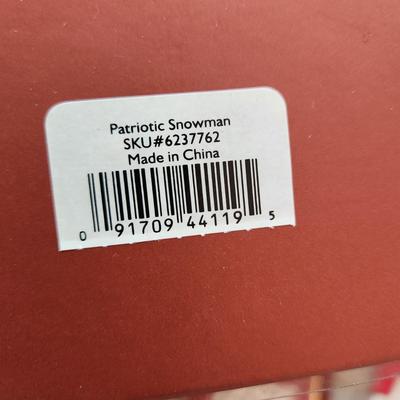 Patriotic Snowman
SKU#6237762
Made in China
0 91709 44119 5